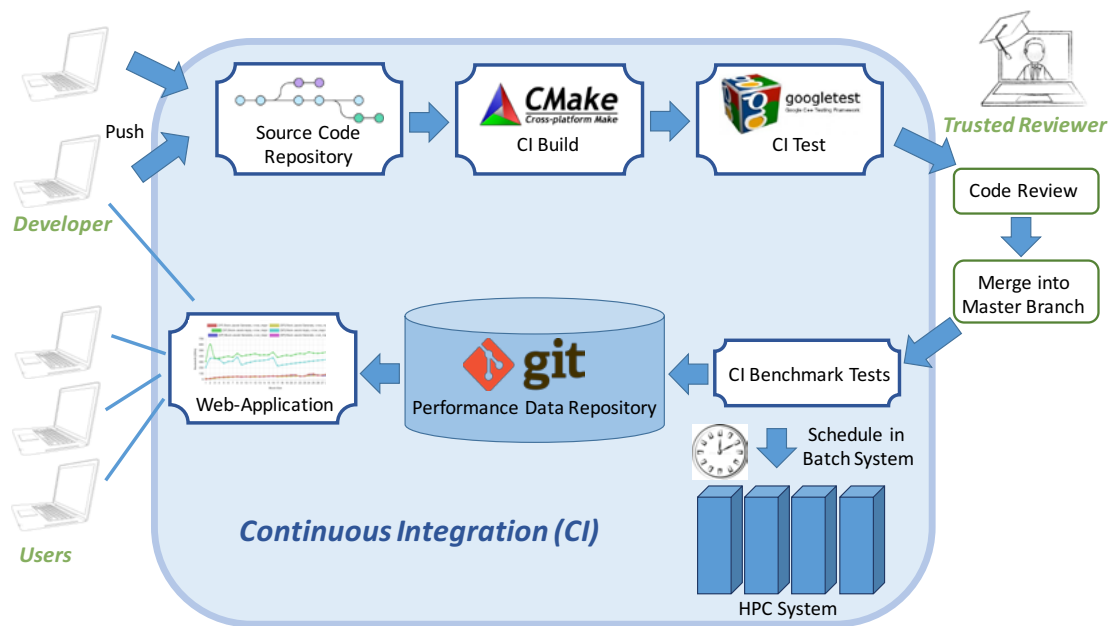 Push
Developer
Users
Source Code
Repository
CMake
Cross-platform Make
CI Build
googletest
Google C++ Testing Framework
CI Test
Trusted Reviewer
Code Review
Merge into
Master Branch
CI Benchmark Tests
git
Performance Data Repository
Web-Application
Schedule in
Batch System
HPC System
Continuous Integration (CI)